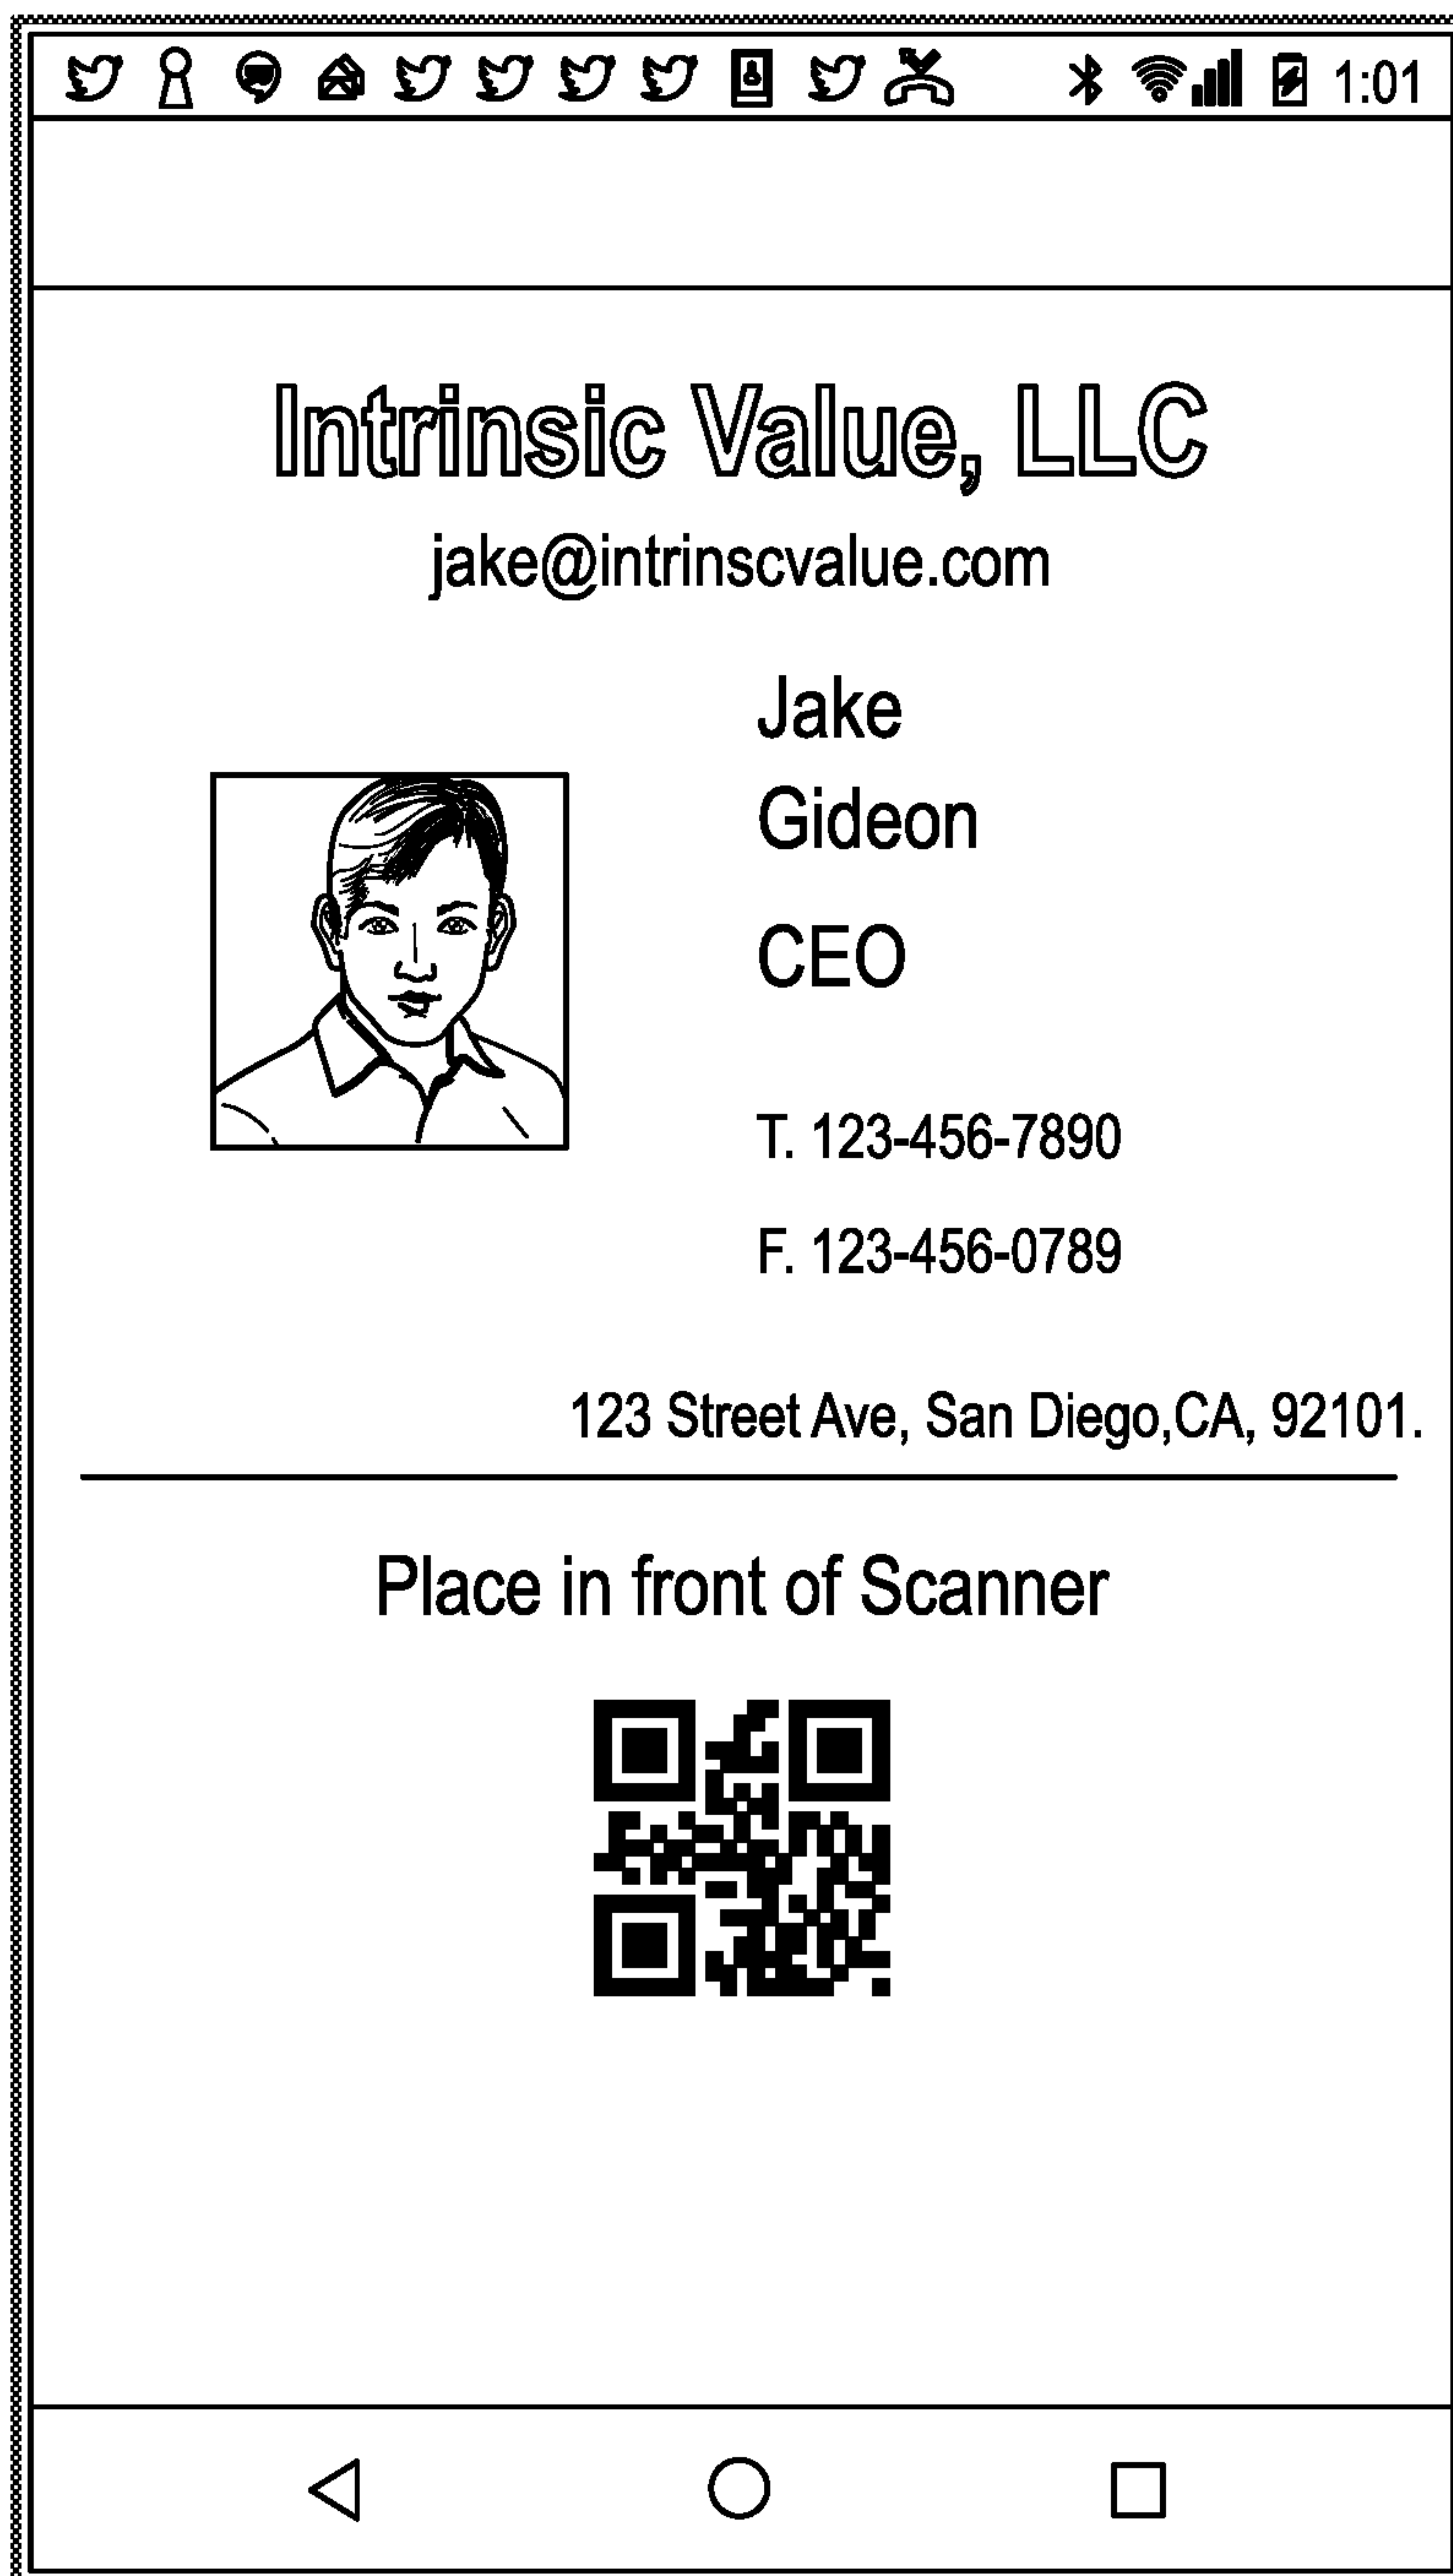 1:01
Intrinsic Value, LLC
jake@intrinscvalue.com
Jake
Gideon
CEO
T. 123-456-7890
F. 123-456-0789
123 Street Ave, San Diego,CA, 92101.
Place in front of Scanner